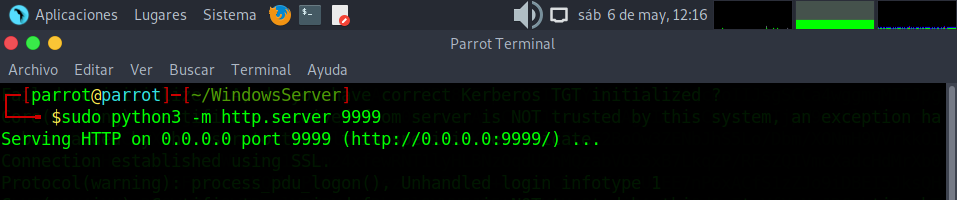 Aplicaciones Lugares Sistema sáb 6 de may, 12:16
Parrot Terminal
Archivo Editar Ver Buscar Terminal Ayuda
┌─[parrot@parrot]─[~/WindowsServer] ve correct Kerberos TGT initialized ?
└──╼ $sudo python3 -m http.server 9999 om server is NOT trusted by this system, an exception ha
Serving HTTP on 0.0.0.0 port 9999 (http://0.0.0.0:9999/) ...
Connection established using SSL.
Protocol(warning): process_pdu_logon(), Unhandled login infotype 1